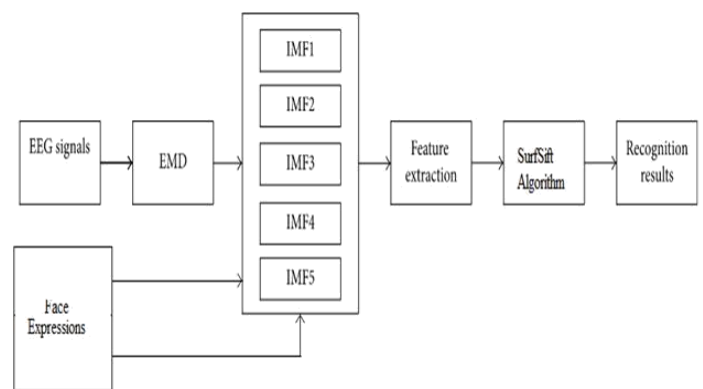 EEG signals
EMD
IMF1
IMF2
IMF3
IMF4
IMF5
Feature
extraction
SurfSift
Algorithm
Recognition
results
Face
Expressions